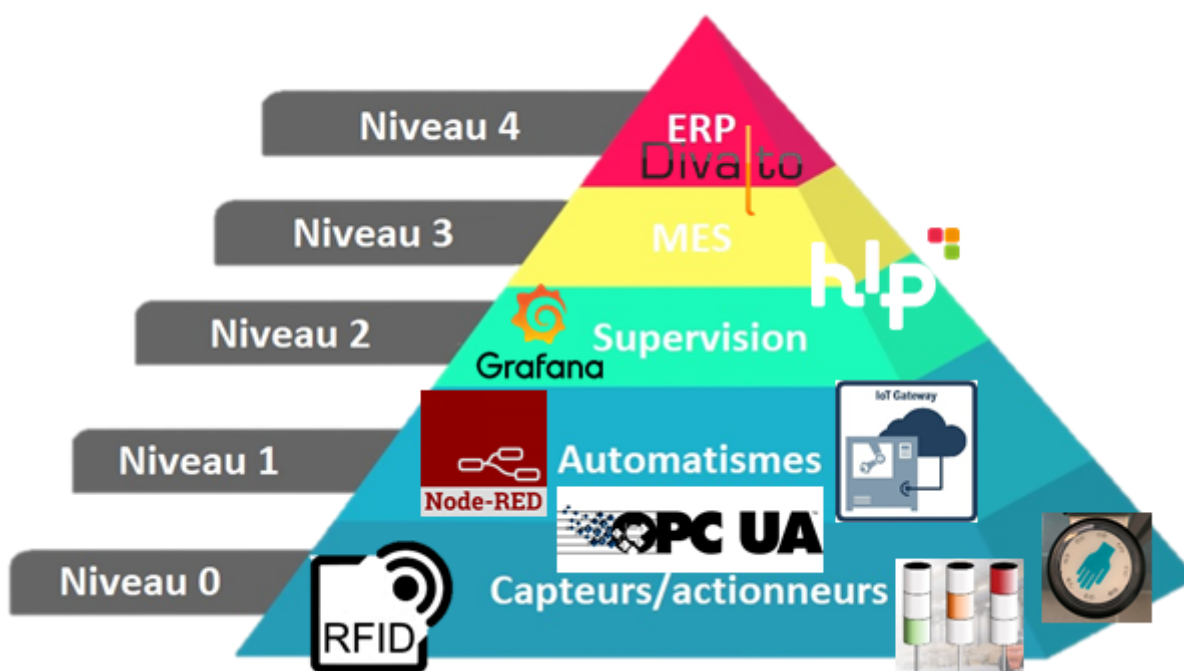 Niveau 4
ERP
Divalto
Niveau 3
MES
hlp
Niveau 2
Supervision
Grafana
IoT Gateway
Niveau 1
Automatismes
Node-RED
OPC UA
Niveau 0
Capteurs/actionneurs
RFID